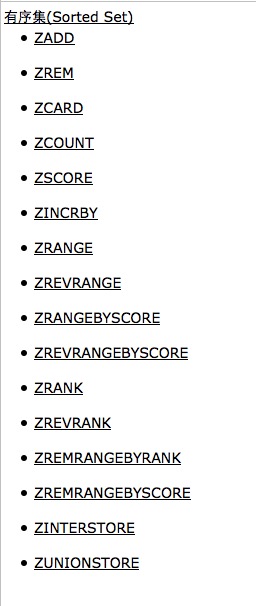 有序集(Sorted Set)
ZADD
ZREM
ZCARD
ZCOUNT
ZSCORE
ZINCRBY
ZRANGE
ZREVRANGE
ZRANGEBYSCORE
ZREVRANGEBYSCORE
ZRANK
ZREVRANK
ZREMRANGEBYRANK
ZREMRANGEBYSCORE
ZINTERSTORE
ZUNIONSTORE